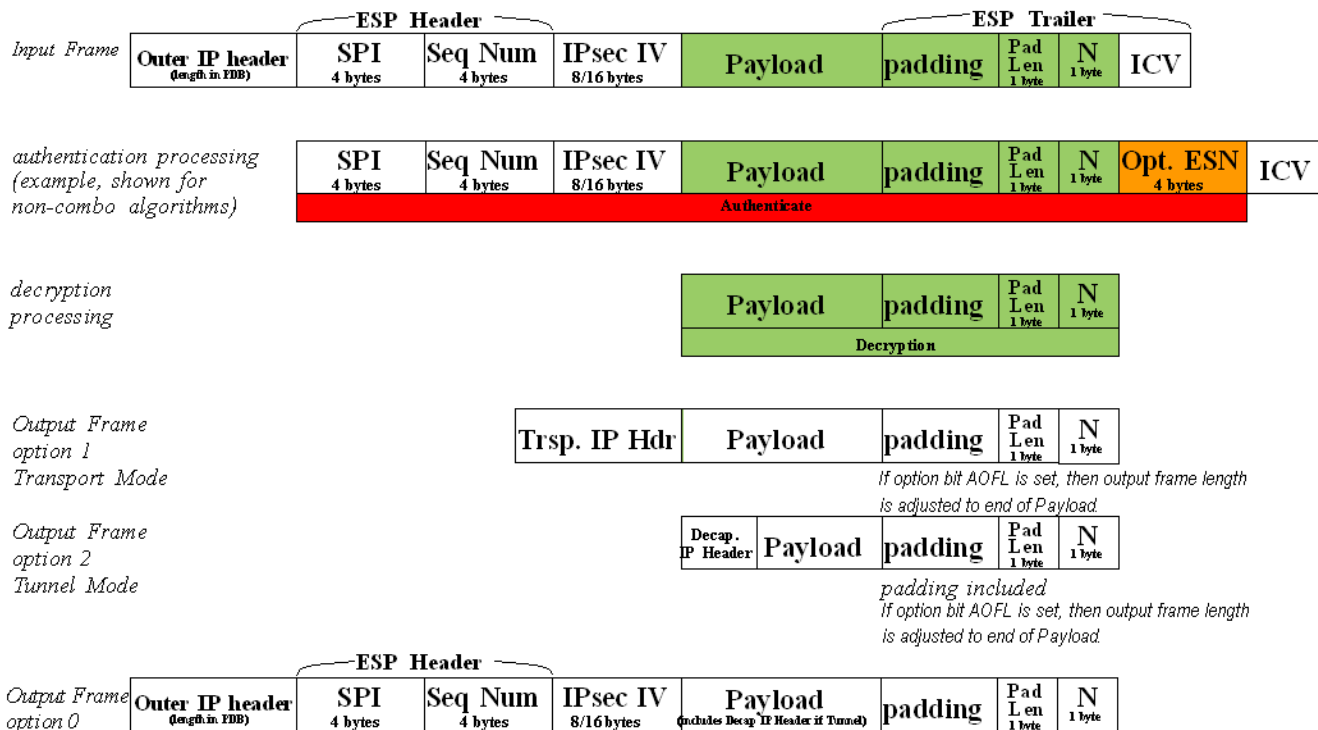 ESP Header ESP Trailer
Input Frame Outer IP header SPI Seq Num IPsec IV Payload padding Pad Len N ICV
(length in PDB) 4 bytes 4 bytes 8/16 bytes 1 byte 1 byte
authentication processing
(example, shown for
non-combo algorithms)
SPI Seq Num IPsec IV Payload padding Pad Len N Opt. ESN ICV
4 bytes 4 bytes 8/16 bytes 1 byte 1 byte 4 bytes
Authenticate
decryption
processing
Payload padding Pad Len N
1 byte 1 byte
Decryption
Output Frame
option 1
Transport Mode
Trsp. IP Hdr Payload padding Pad Len N
1 byte 1 byte
If option bit AOFL is set, then output frame length
is adjusted to end of Payload.
Output Frame
option 2
Tunnel Mode
Decap. IP Header Payload padding Pad Len N
1 byte 1 byte
padding included
If option bit AOFL is set, then output frame length
is adjusted to end of Payload.
ESP Header
Output Frame
option 0
Outer IP header SPI Seq Num IPsec IV Payload padding Pad Len N
(length in PDB) 4 bytes 4 bytes 8/16 bytes (includes Decap IP Header if Tunnel) 1 byte 1 byte